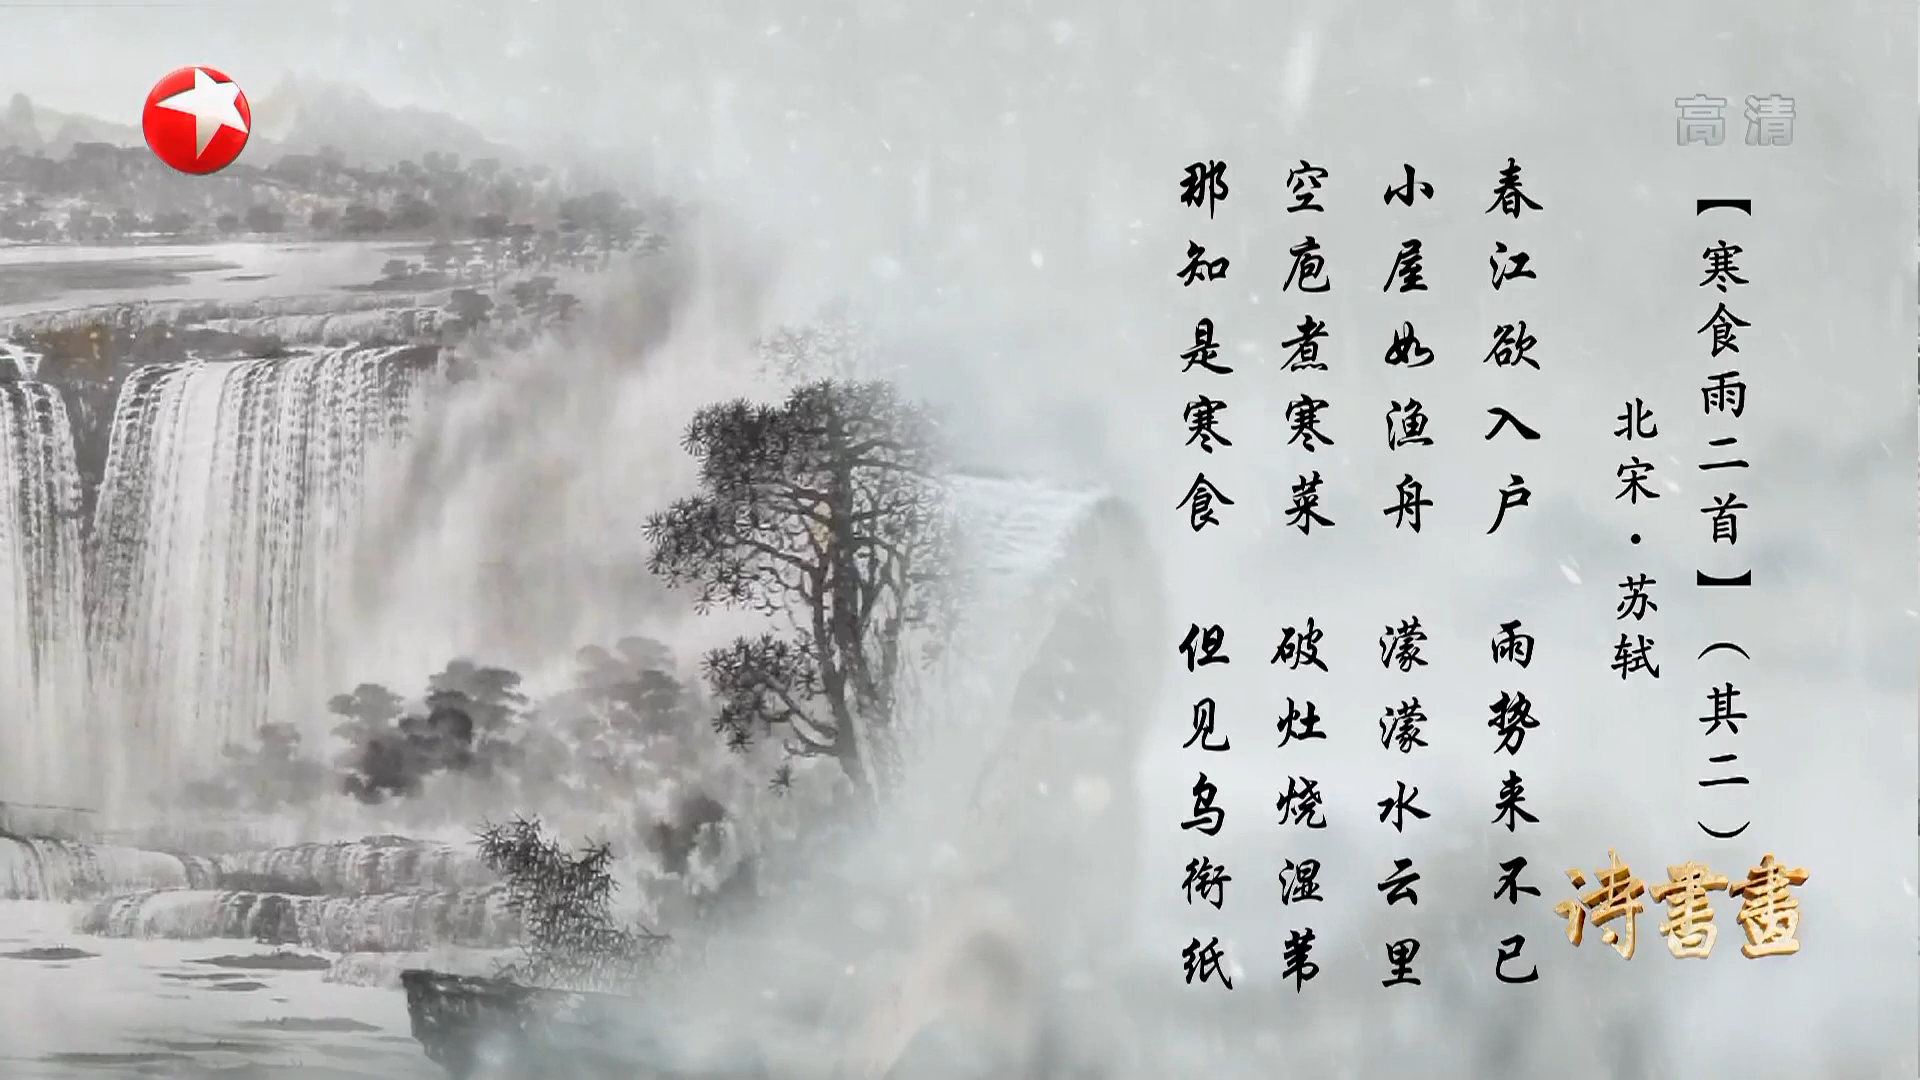 高清
【寒食雨二首】（其二）
北宋·苏轼
春江欲入户 雨势来不已
小屋如渔舟 濛濛水云里
空庖煮寒菜 破灶烧湿苇
那知是寒食 但见乌衔纸
诗書畫